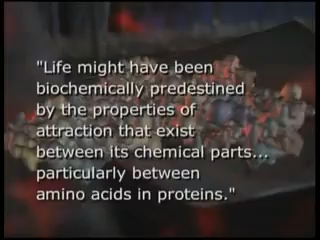 "Life might have been
biochemically predestined
by the properties of
attraction that exist
between its chemical parts...
particularly between
amino acids in proteins."